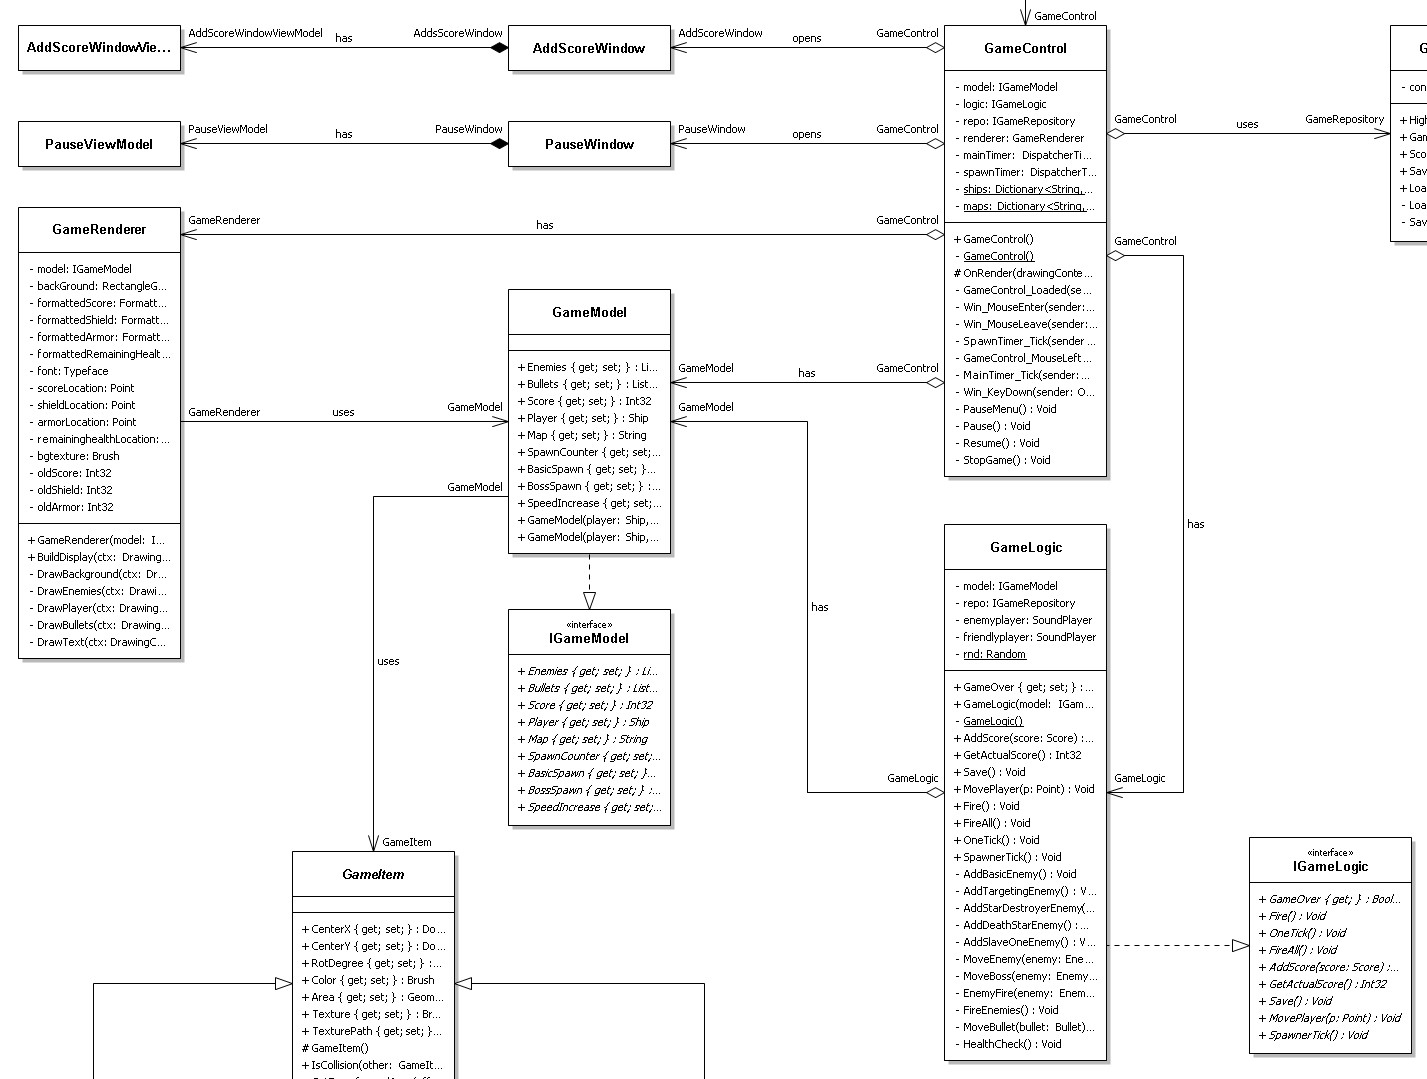 GameControl
AddScoreWindowVie...
AddScoreWindowViewModel
has
AddsScoreWindow
AddScoreWindow
AddScoreWindow
opens
GameControl
PauseViewModel
PauseViewModel
has
PauseWindow
PauseWindow
PauseWindow
opens
GameControl
GameControl
- model: IGameModel
- logic: IGameLogic
- repo: IGameRepository
- renderer: GameRenderer
- mainTimer: DispatcherTi...
- spawnTimer: DispatcherT...
- ships: Dictionary<String,...
- maps: Dictionary<String,...
+ GameControl()
- GameControl()
# OnRender(drawingConte...
- GameControl_Loaded(se...
- Win_MouseEnter(sender:...
- Win_MouseLeave(sender:...
- SpawnTimer_Tick(sender...
- GameControl_MouseLeft...
- MainTimer_Tick(sender:...
- Win_KeyDown(sender: O...
- PauseMenu() : Void
- Pause() : Void
- Resume() : Void
- StopGame() : Void
GameControl
uses
GameRepository
G
- con
+ High
+ Gam
+ Sco
+ Sav
+ Loa
- Loa
- Sav
GameRenderer
- model: IGameModel
- backGround: RectangleG...
- formattedScore: Formatt...
- formattedShield: Formatt...
- formattedArmor: Formatt...
- formattedRemainingHealt...
- font: Typeface
- scoreLocation: Point
- shieldLocation: Point
- armorLocation: Point
- remaininghealthLocation:...
- bgtexture: Brush
- oldScore: Int32
- oldShield: Int32
- oldArmor: Int32
+ GameRenderer(model: I...
+ BuildDisplay(ctx: Drawing...
- DrawBackground(ctx: Dr...
- DrawEnemies(ctx: Drawi...
- DrawPlayer(ctx: Drawing...
- DrawBullets(ctx: Drawing...
- DrawText(ctx: DrawingC...
GameRenderer
has
GameControl
GameRenderer
uses
GameModel
GameModel
+ Enemies { get; set; } : Li...
+ Bullets { get; set; } : List...
+ Score { get; set; } : Int32
+ Player { get; set; } : Ship
+ Map { get; set; } : String
+ SpawnCounter { get; set;...
+ BasicSpawn { get; set; }...
+ BossSpawn { get; set; } :...
+ SpeedIncrease { get; set;...
+ GameModel(player: Ship,...
+ GameModel(player: Ship,...
GameModel
has
GameControl
GameModel
has
GameLogic
GameControl
has
GameLogic
GameModel
uses
GameItem
«interface»
IGameModel
+ Enemies { get; set; } : Li...
+ Bullets { get; set; } : List...
+ Score { get; set; } : Int32
+ Player { get; set; } : Ship
+ Map { get; set; } : String
+ SpawnCounter { get; set;...
+ BasicSpawn { get; set; }...
+ BossSpawn { get; set; } :...
+ SpeedIncrease { get; set;...
GameLogic
- model: IGameModel
- repo: IGameRepository
- enemyplayer: SoundPlayer
- friendlyplayer: SoundPlayer
- rnd: Random
+ GameOver { get; set; } :...
+ GameLogic(model: IGam...
- GameLogic()
+ AddScore(score: Score) :...
+ GetActualScore() : Int32
+ Save() : Void
+ MovePlayer(p: Point) : Void
+ Fire() : Void
+ FireAll() : Void
+ OneTick() : Void
+ SpawnerTick() : Void
- AddBasicEnemy() : Void
- AddTargetingEnemy() : V...
- AddStarDestroyerEnemy(...
- AddDeathStarEnemy() :...
- AddSlaveOneEnemy() : V...
- MoveEnemy(enemy: Ene...
- MoveBoss(enemy: Enemy...
- EnemyFire(enemy: Enem...
- FireEnemies() : Void
- MoveBullet(bullet: Bullet)...
- HealthCheck() : Void
«interface»
IGameLogic
+ GameOver { get; } : Bool...
+ Fire() : Void
+ OneTick() : Void
+ FireAll() : Void
+ AddScore(score: Score) :...
+ GetActualScore() : Int32
+ Save() : Void
+ MovePlayer(p: Point) : Void
+ SpawnerTick() : Void
GameItem
+ CenterX { get; set; } : Do...
+ CenterY { get; set; } : Do...
+ RotDegree { get; set; } :...
+ Color { get; set; } : Brush
+ Area { get; set; } : Geom...
+ Texture { get; set; } : Br...
+ TexturePath { get; set; }...
# GameItem()
+ IsCollision(other: GameIt...